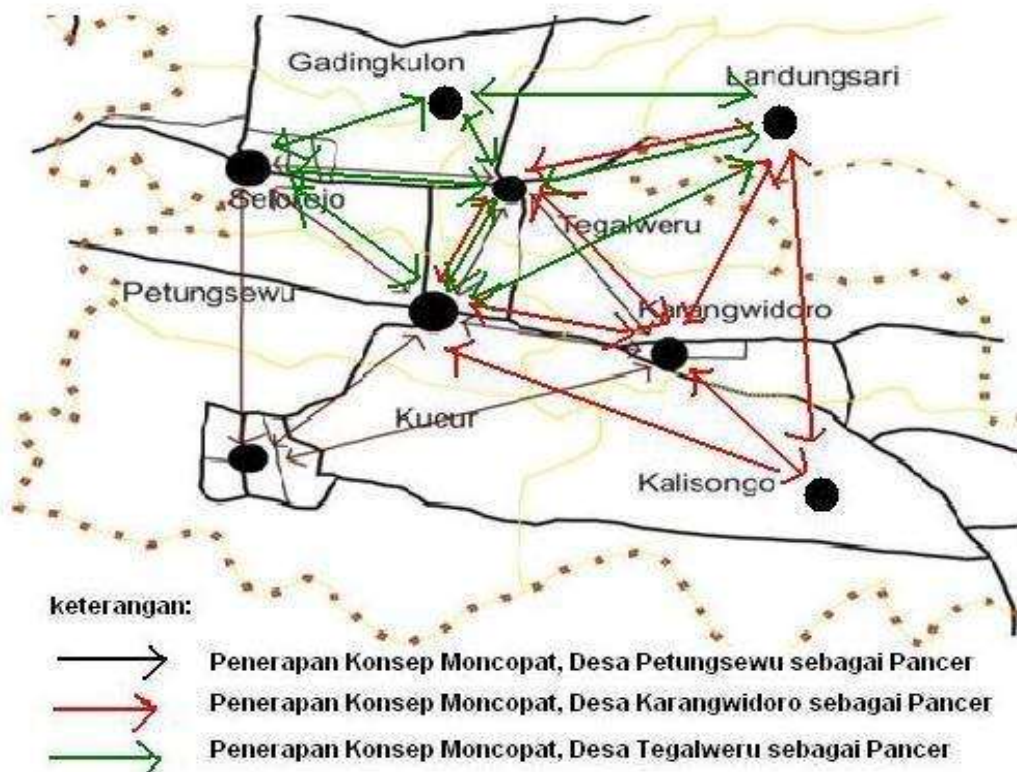 Gadingkulon
Landungsari
Selorejo
Tegalweru
Petungsewu
Karangwidoro
Kucur
Kalisongo
keterangan:
Penerapan Konsep Moncopat, Desa Petungsewu sebagai Pancer
Penerapan Konsep Moncopat, Desa Karangwidoro sebagai Pancer
Penerapan Konsep Moncopat, Desa Tegalweru sebagai Pancer